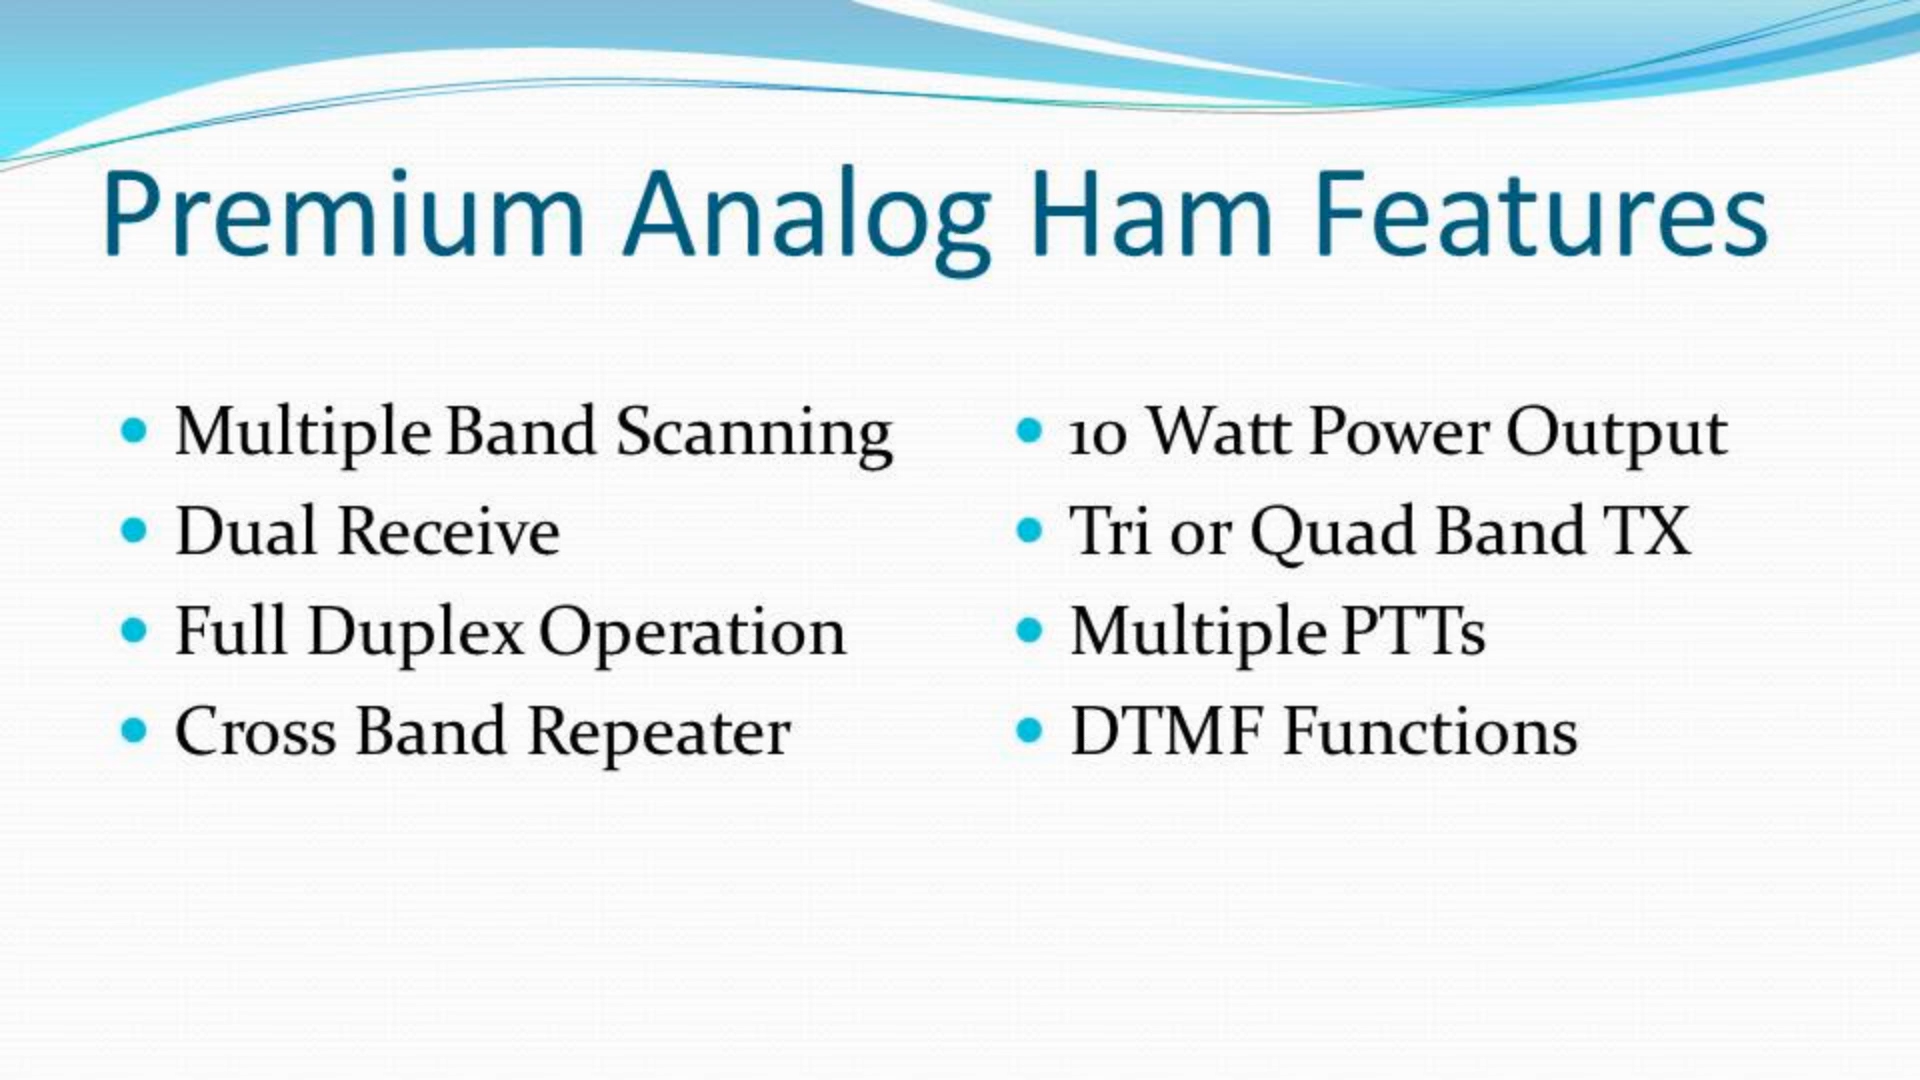 Premium Analog Ham Features
• Multiple Band Scanning
• Dual Receive
• Full Duplex Operation
• Cross Band Repeater
• 10 Watt Power Output
• Tri or Quad Band TX
• Multiple PTTs
• DTMF Functions